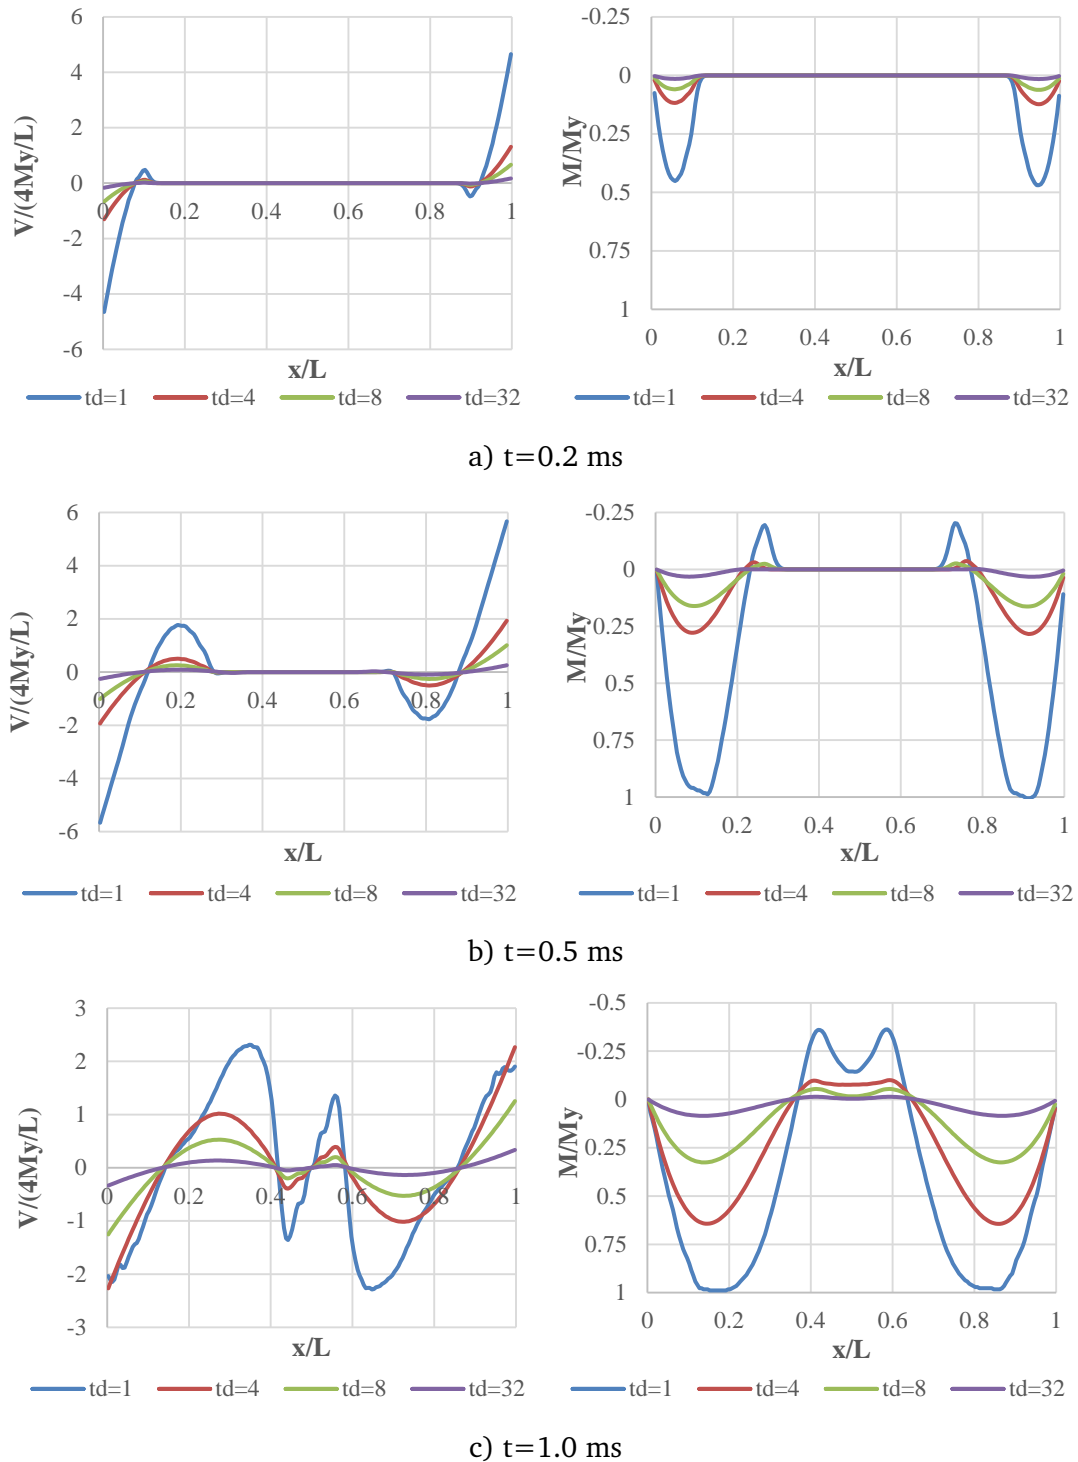 V/(4My/L)
6
4
2
0
-2
-4
-6
0
0.2
0.4
0.6
0.8
1
x/L
td=1 td=4 td=8 td=32
M/My
-0.25
0
0.25
0.5
0.75
1
0 0.2 0.4 0.6 0.8 1
x/L
td=1 td=4 td=8 td=32
a) t=0.2 ms
V/(4My/L)
6
4
2
0
-2
-4
-6
0 0.2 0.4 0.6 0.8 1
x/L
td=1 td=4 td=8 td=32
M/My
-0.25
0
0.25
0.5
0.75
1
0 0.2 0.4 0.6 0.8 1
x/L
td=1 td=4 td=8 td=32
b) t=0.5 ms
V/(4My/L)
3
2
1
0
-1
-2
-3
0 0.2 0.4 0.6 0.8 1
x/L
td=1 td=4 td=8 td=32
M/My
-0.5
-0.25
0
0.25
0.5
0.75
1
0 0.2 0.4 0.6 0.8 1
x/L
td=1 td=4 td=8 td=32
c) t=1.0 ms